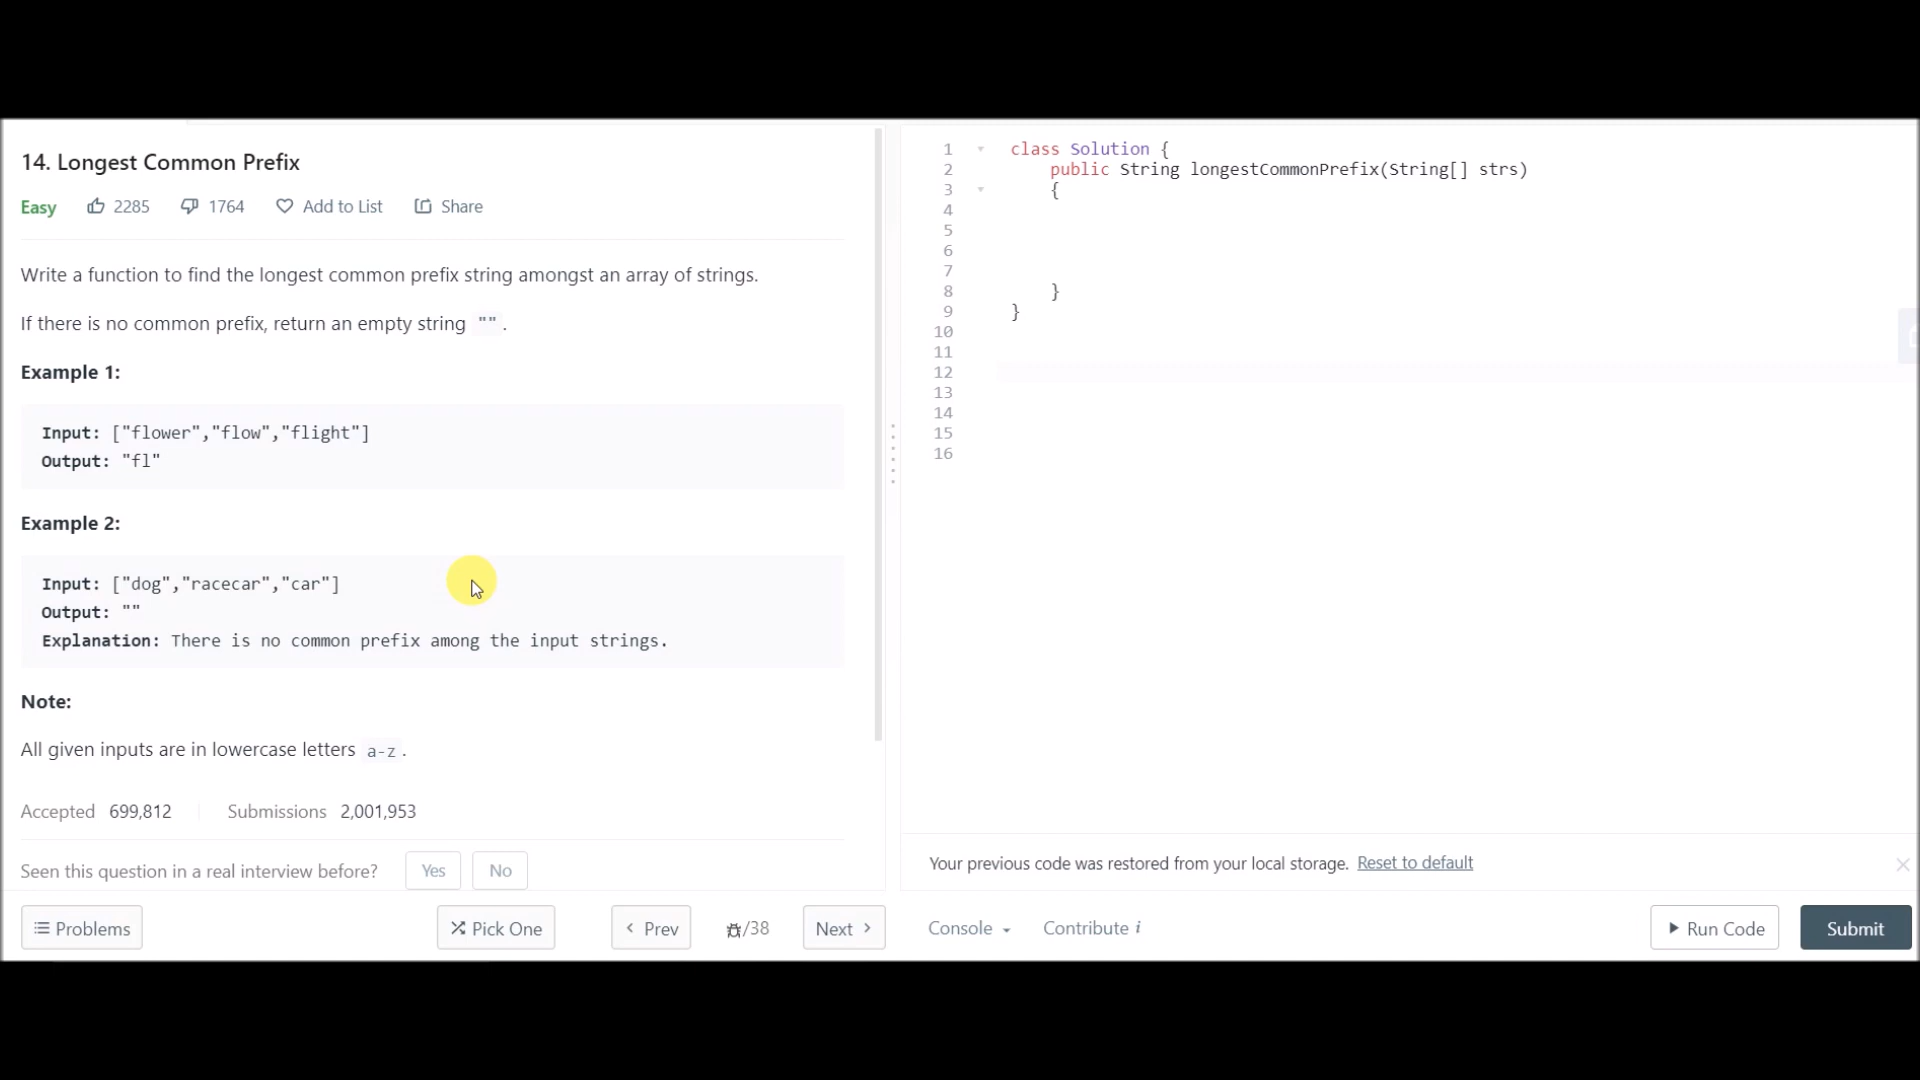 14. Longest Common Prefix
Easy 2285 1764 Add to List Share
Write a function to find the longest common prefix string amongst an array of strings.
If there is no common prefix, return an empty string "".
Example 1:
Input: ["flower","flow","flight"]
Output: "fl"
Example 2:
Input: ["dog","racecar","car"]
Output: ""
Explanation: There is no common prefix among the input strings.
Note:
All given inputs are in lowercase letters a-z.
Accepted 699,812 Submissions 2,001,953
Seen this question in a real interview before? Yes No
Problems Pick One Prev /38 Next
1 class Solution {
2 public String longestCommonPrefix(String[] strs)
3 {
4
5
6
7
8 }
9 }
10
11
12
13
14
15
16
Your previous code was restored from your local storage. Reset to default
Console Contribute i Run Code Submit